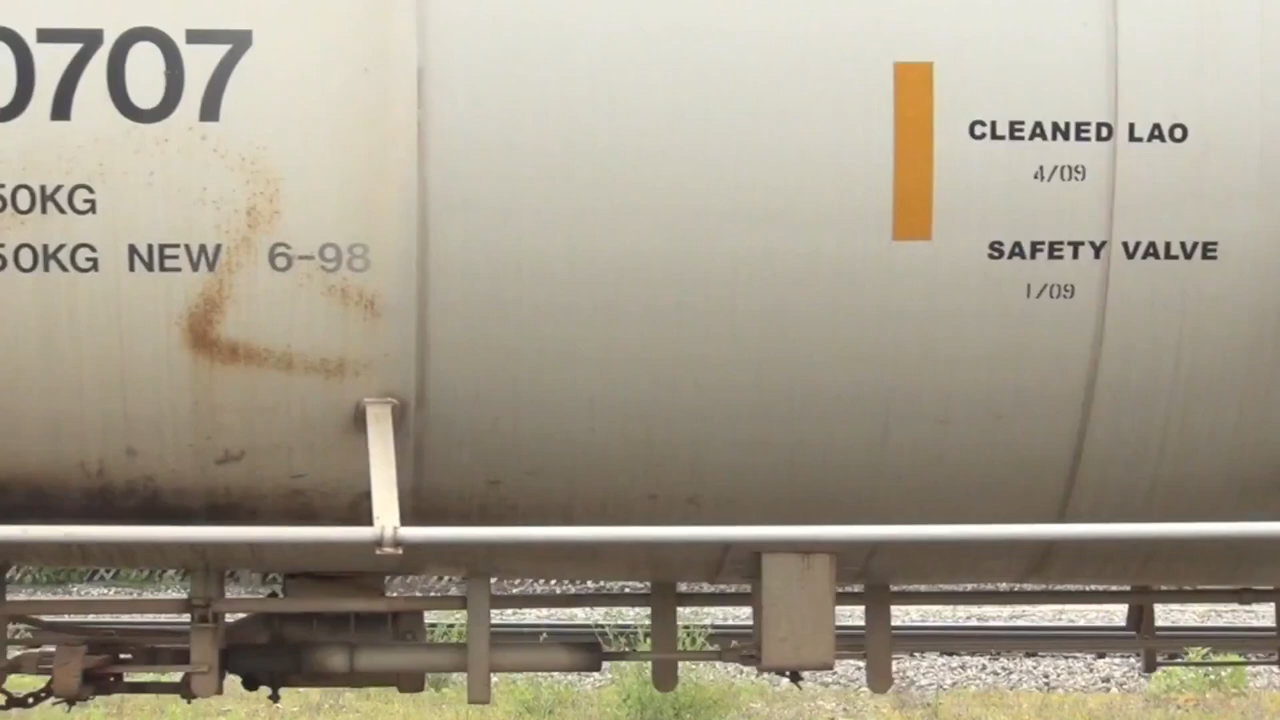 0707
50KG
50KG NEW 6-98
CLEANED LAO
4/09
SAFETY VALVE
1/09